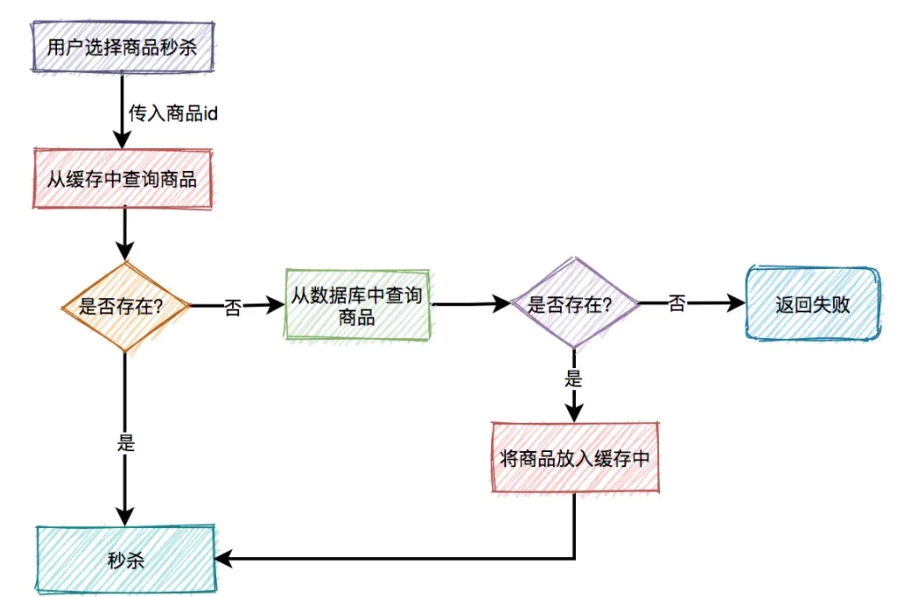 用户选择商品秒杀
传入商品id
从缓存中查询商品
是否存在?
否
从数据库中查询
商品
是否存在?
否
返回失败
是
是
将商品放入缓存中
秒杀